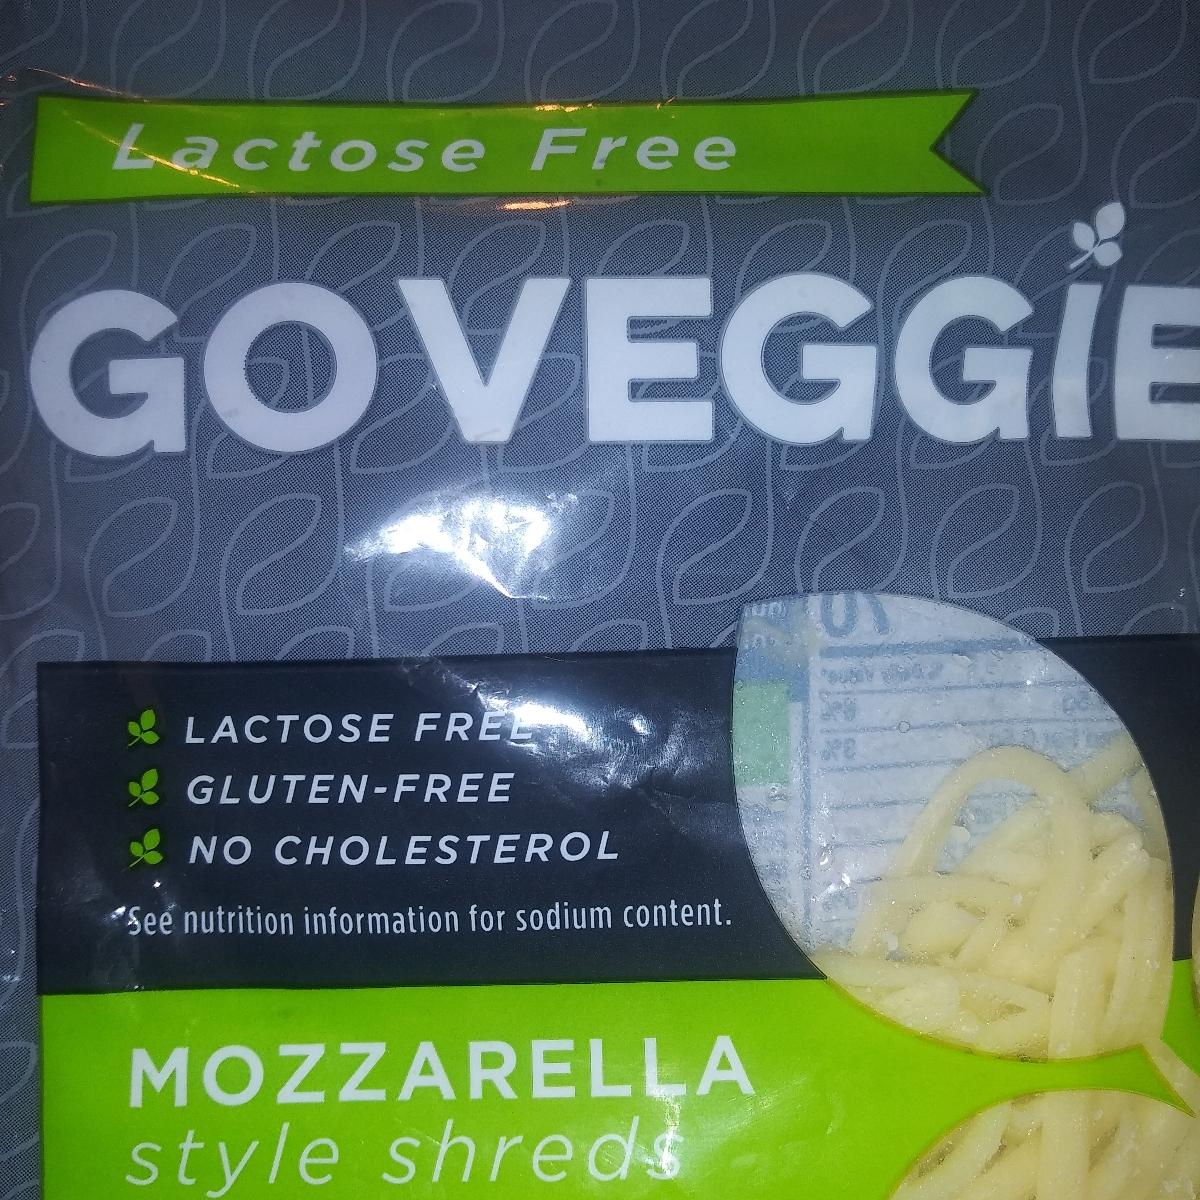 Lactose Free
GOVEGGIE
LACTOSE FREE
GLUTEN-FREE
NO CHOLESTEROL
See nutrition information for sodium content.
MOZZARELLA
style shreds